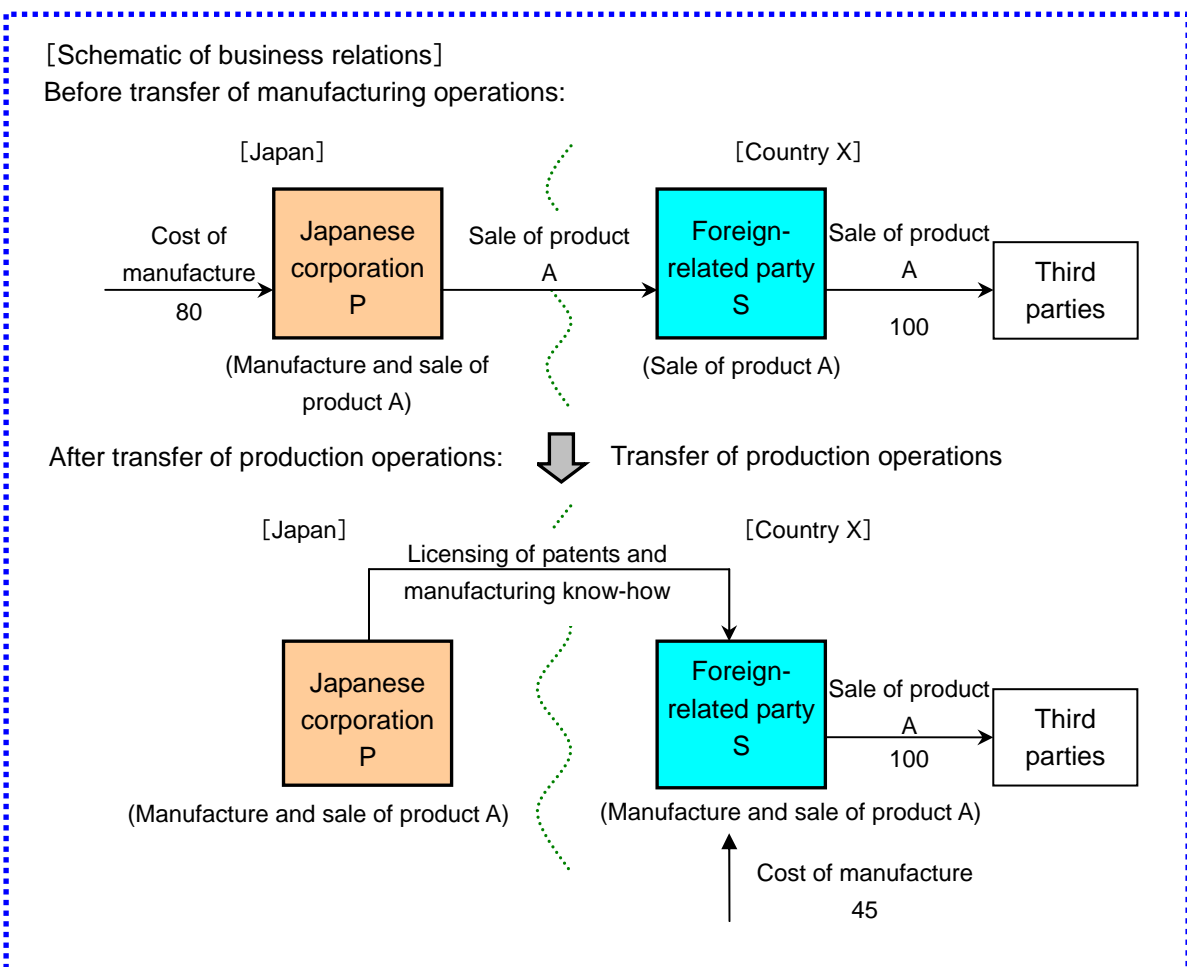 ［Schematic of business relations］
Before transfer of manufacturing operations:
［Japan］
［Country X］
Cost of
manufacture
80
Japanese
corporation
P
(Manufacture and sale of
product A)
Sale of product
A
Foreign-
related party
S
(Sale of product A)
Sale of product
A
100
Third
parties
After transfer of production operations:
Transfer of production operations
［Japan］
［Country X］
Licensing of patents and
manufacturing know-how
Japanese
corporation
P
(Manufacture and sale of product A)
Foreign-
related party
S
(Manufacture and sale of product A)
Sale of product
A
100
Third
parties
Cost of manufacture
45